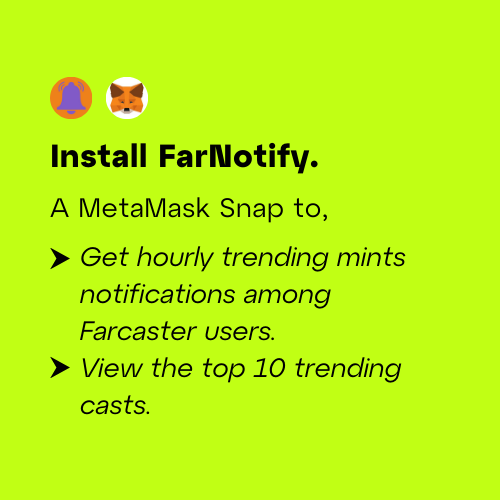 Install FarNotify.
A MetaMask Snap to,
➤ Get hourly trending mints
notifications among
Farcaster users.
➤ View the top 10 trending
casts.